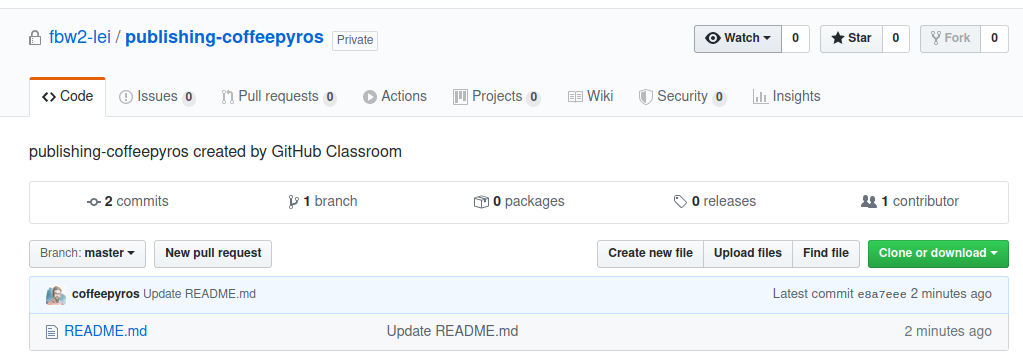 fbw2-lei / publishing-coffeepyros Private Watch 0 Star 0 Fork 0
Code Issues 0 Pull requests 0 Actions Projects 0 Wiki Security 0 Insights
publishing-coffeepyros created by GitHub Classroom
2 commits 1 branch 0 packages 0 releases 1 contributor
Branch: master New pull request Create new file Upload files Find file Clone or download
coffeepyros Update README.md Latest commit e8a7eee 2 minutes ago
README.md Update README.md 2 minutes ago